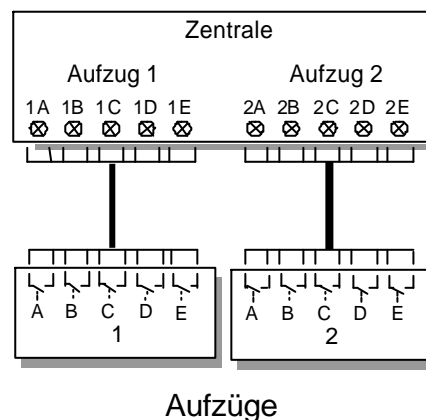 Zentrale
Aufzug 1 Aufzug 2
1A 1B 1C 1D 1E 2A 2B 2C 2D 2E
A B C D E A B C D E
1 2
Aufzüge